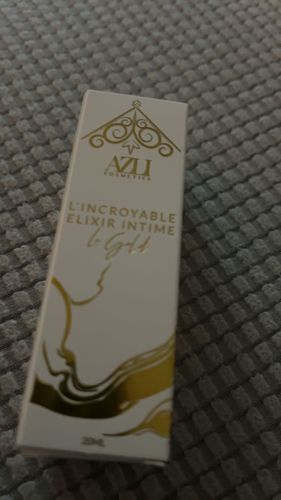 AZLI
COSMETICS
L'INCROYABLE
ELIXIR INTIME
le Gold
20ML